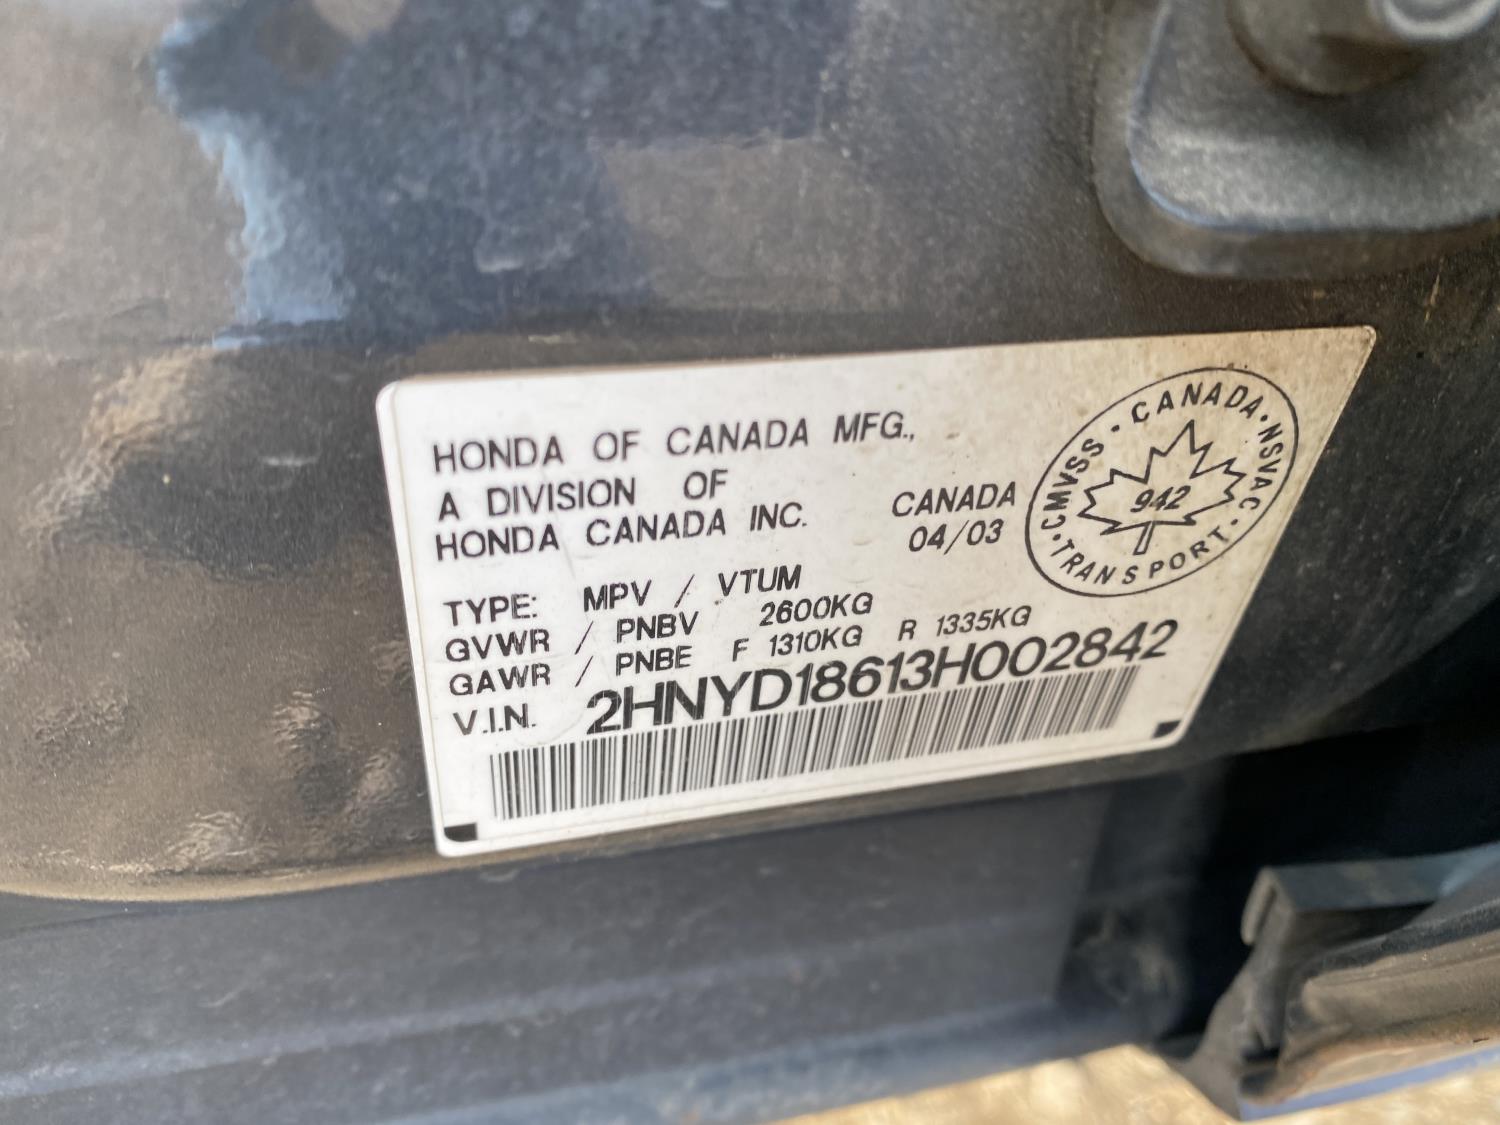 HONDA OF CANADA MFG.,
A DIVISION OF
HONDA CANADA INC.
CANADA
04/03
CMVSS · CANADA · NSVAC · TRANSPORT ·
942
TYPE: MPV / VTUM
GVWR / PNBV 2600KG
GAWR / PNBE F 1310KG R 1335KG
V.I.N. 2HNYD18613H002842